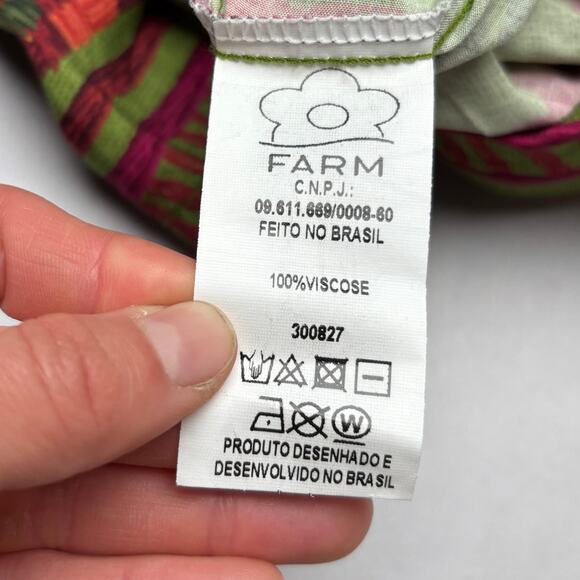 FARM
C.N.P.J.:
09.611.669/0008-60
FEITO NO BRASIL
100%VISCOSE
300827
W
PRODUTO DESENHADO E
DESENVOLVIDO NO BRASIL